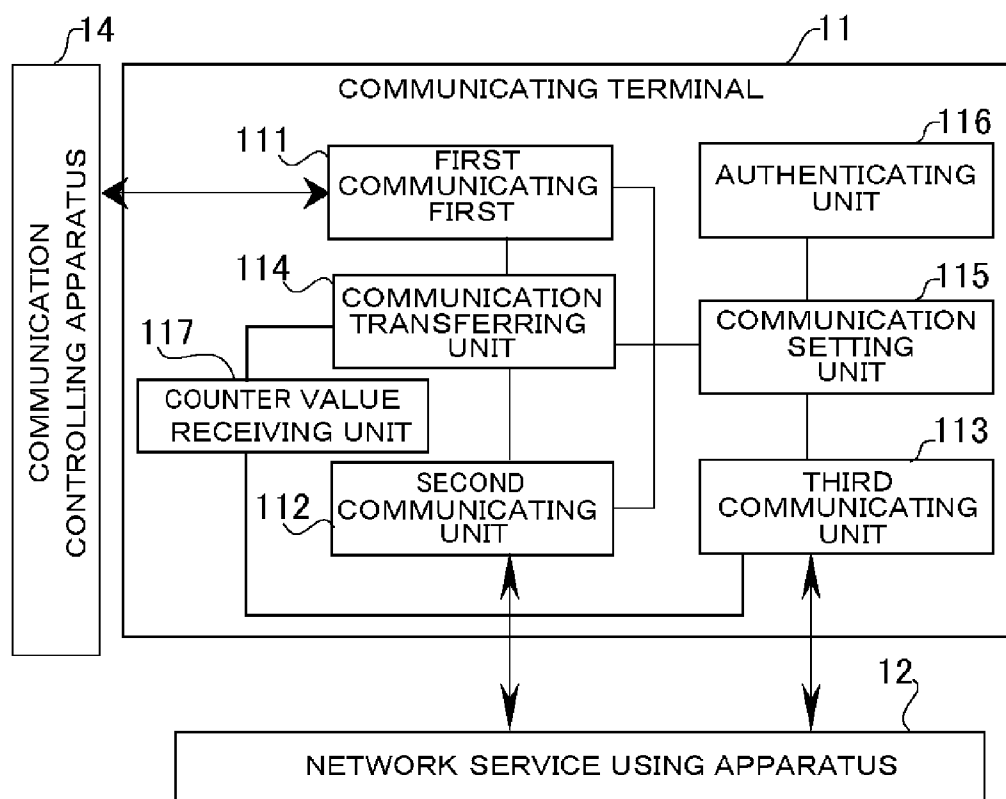 14
11
COMMUNICATION
CONTROLLING APPARATUS
COMMUNICATING TERMINAL
111
FIRST
COMMUNICATING
FIRST
116
AUTHENTICATING
UNIT
114
COMMUNICATION
TRANSFERRING
UNIT
115
COMMUNICATION
SETTING
UNIT
117
COUNTER VALUE
RECEIVING UNIT
113
THIRD
COMMUNICATING
UNIT
112
SECOND
COMMUNICATING
UNIT
12
NETWORK SERVICE USING APPARATUS